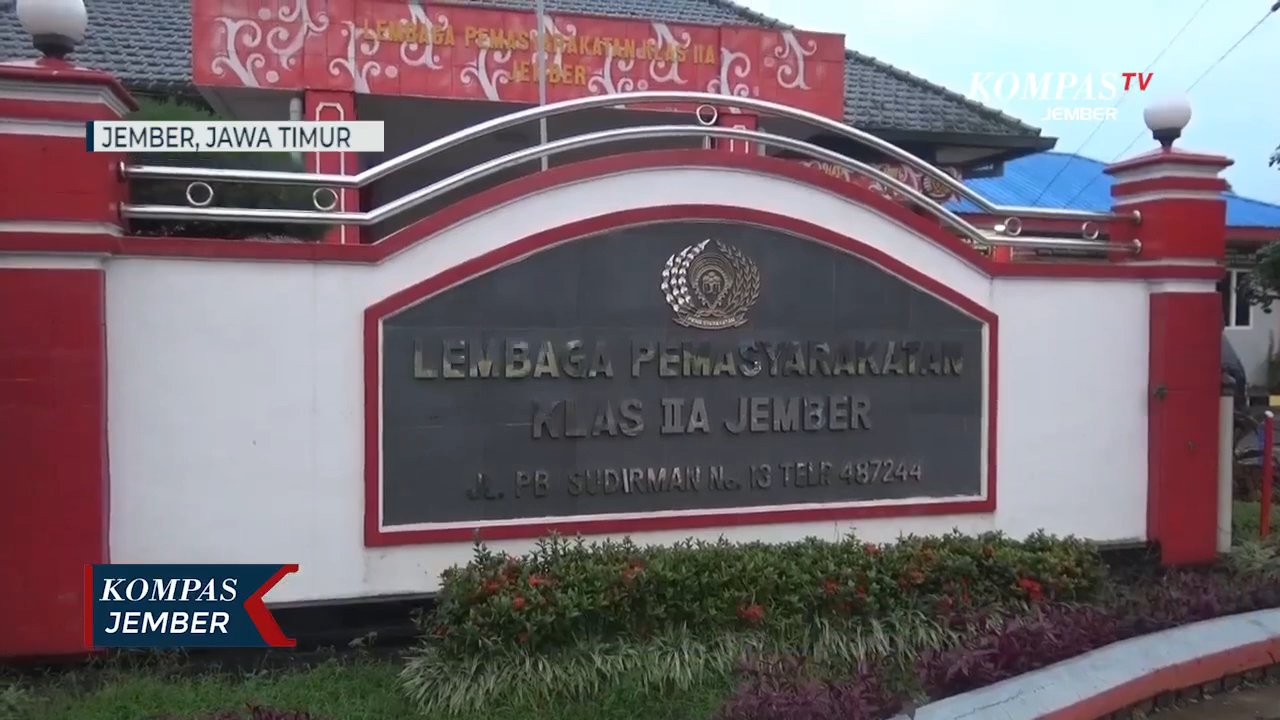 LEMBAGA PEMASYARAKATAN KLAS IIA
JEMBER
KOMPAS TV
JEMBER
JEMBER, JAWA TIMUR
PEMASYARAKATAN
LEMBAGA PEMASYARAKATAN
KLAS IIA JEMBER
JL. PB SUDIRMAN No. 13 TELP. 487244
KOMPAS
JEMBER